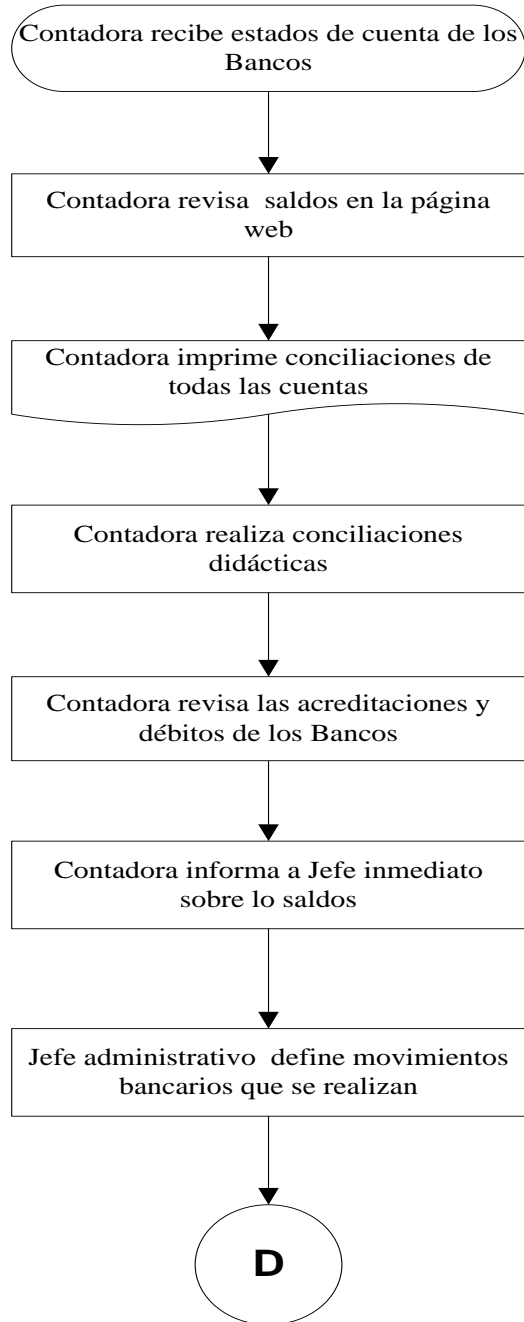 Contadora recibe estados de cuenta de los
Bancos
Contadora revisa saldos en la página
web
Contadora imprime conciliaciones de
todas las cuentas
Contadora realiza conciliaciones
didácticas
Contadora revisa las acreditaciones y
débitos de los Bancos
Contadora informa a Jefe inmediato
sobre lo saldos
Jefe administrativo define movimientos
bancarios que se realizan
D